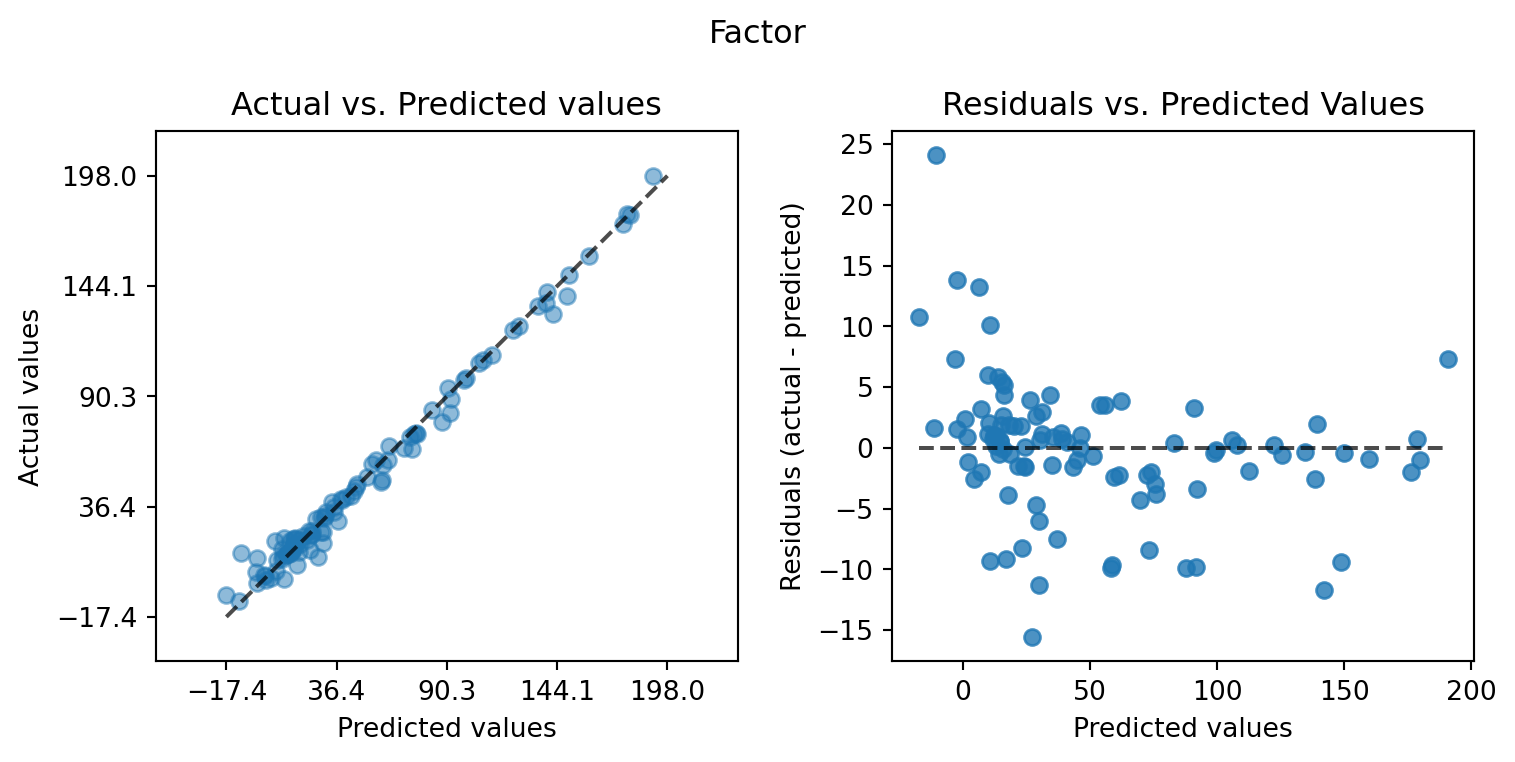 Factor
Actual vs. Predicted values
198.0
144.1
90.3
36.4
−17.4
Actual values
−17.4 36.4 90.3 144.1 198.0
Predicted values
Residuals vs. Predicted Values
25
20
15
10
5
0
−5
−10
−15
Residuals (actual - predicted)
0 50 100 150 200
Predicted values